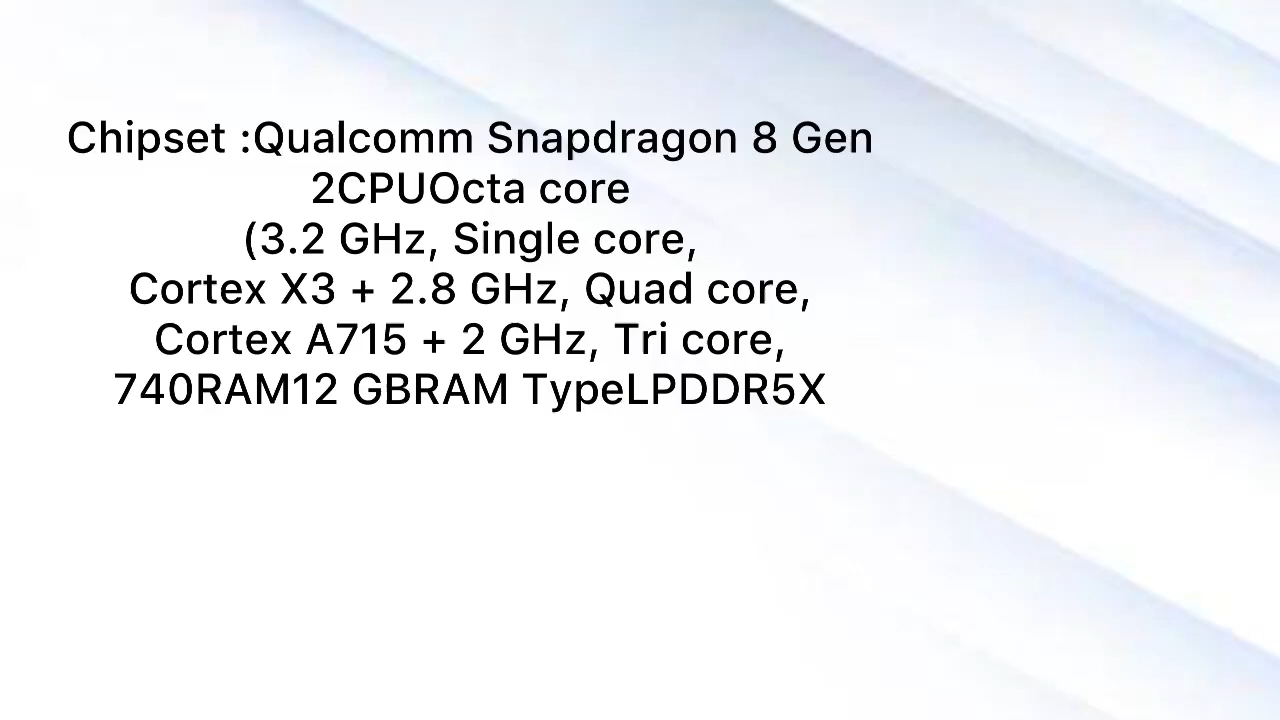 Chipset :Qualcomm Snapdragon 8 Gen
2CPUOcta core
(3.2 GHz, Single core,
Cortex X3 + 2.8 GHz, Quad core,
Cortex A715 + 2 GHz, Tri core,
740RAM12 GBRAM TypeLPDDR5X